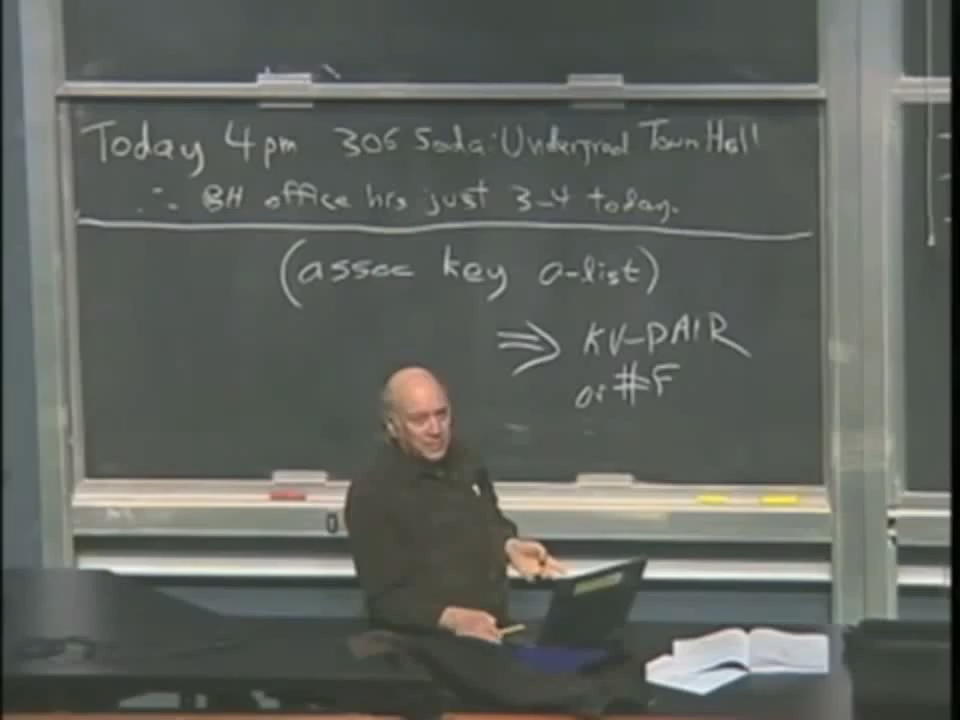 Today 4pm 306 Soda: Undergrad Town Hall
∴ BH office hrs just 3-4 today.
(assoc key a-list)
⇒ KV-PAIR
or #F